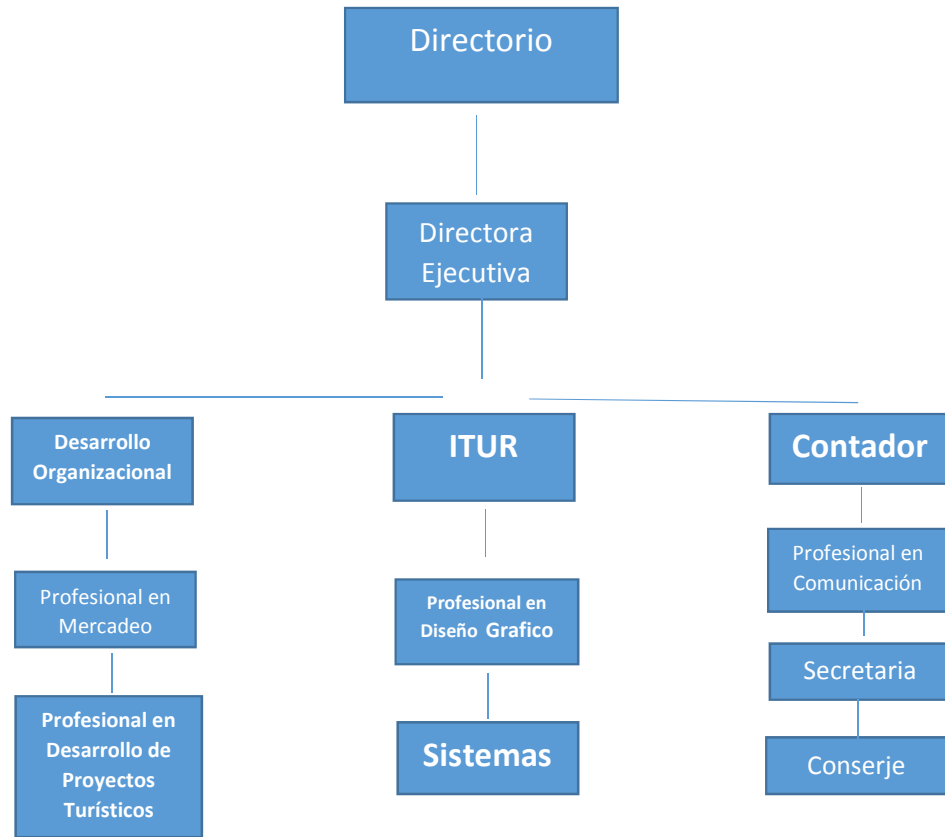 Directorio
Directora
Ejecutiva
Desarrollo
Organizacional
ITUR
Contador
Profesional en
Mercadeo
Profesional en
Diseño Grafico
Profesional en
Comunicación
Secretaria
Profesional en
Desarrollo de
Proyectos
Turísticos
Sistemas
Conserje